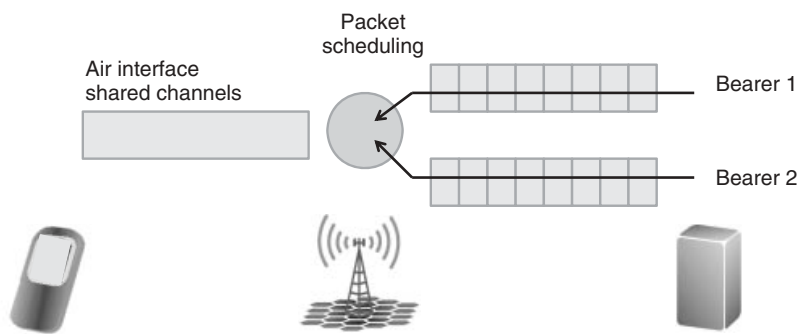 Packet
scheduling
Air interface
shared channels
Bearer 1
Bearer 2